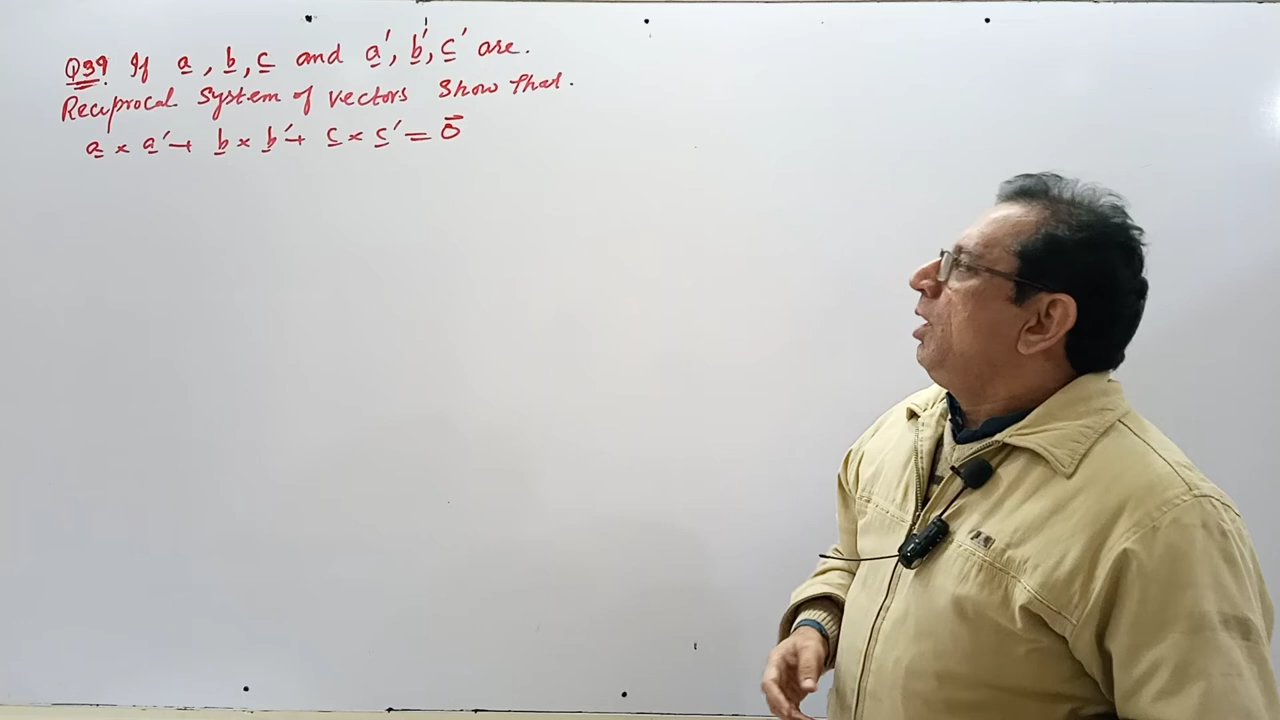 Q39. If a, b, c and a', b', c' are.
Reciprocal System of vectors Show that.
a × a' + b × b' + c × c' = 0⃗